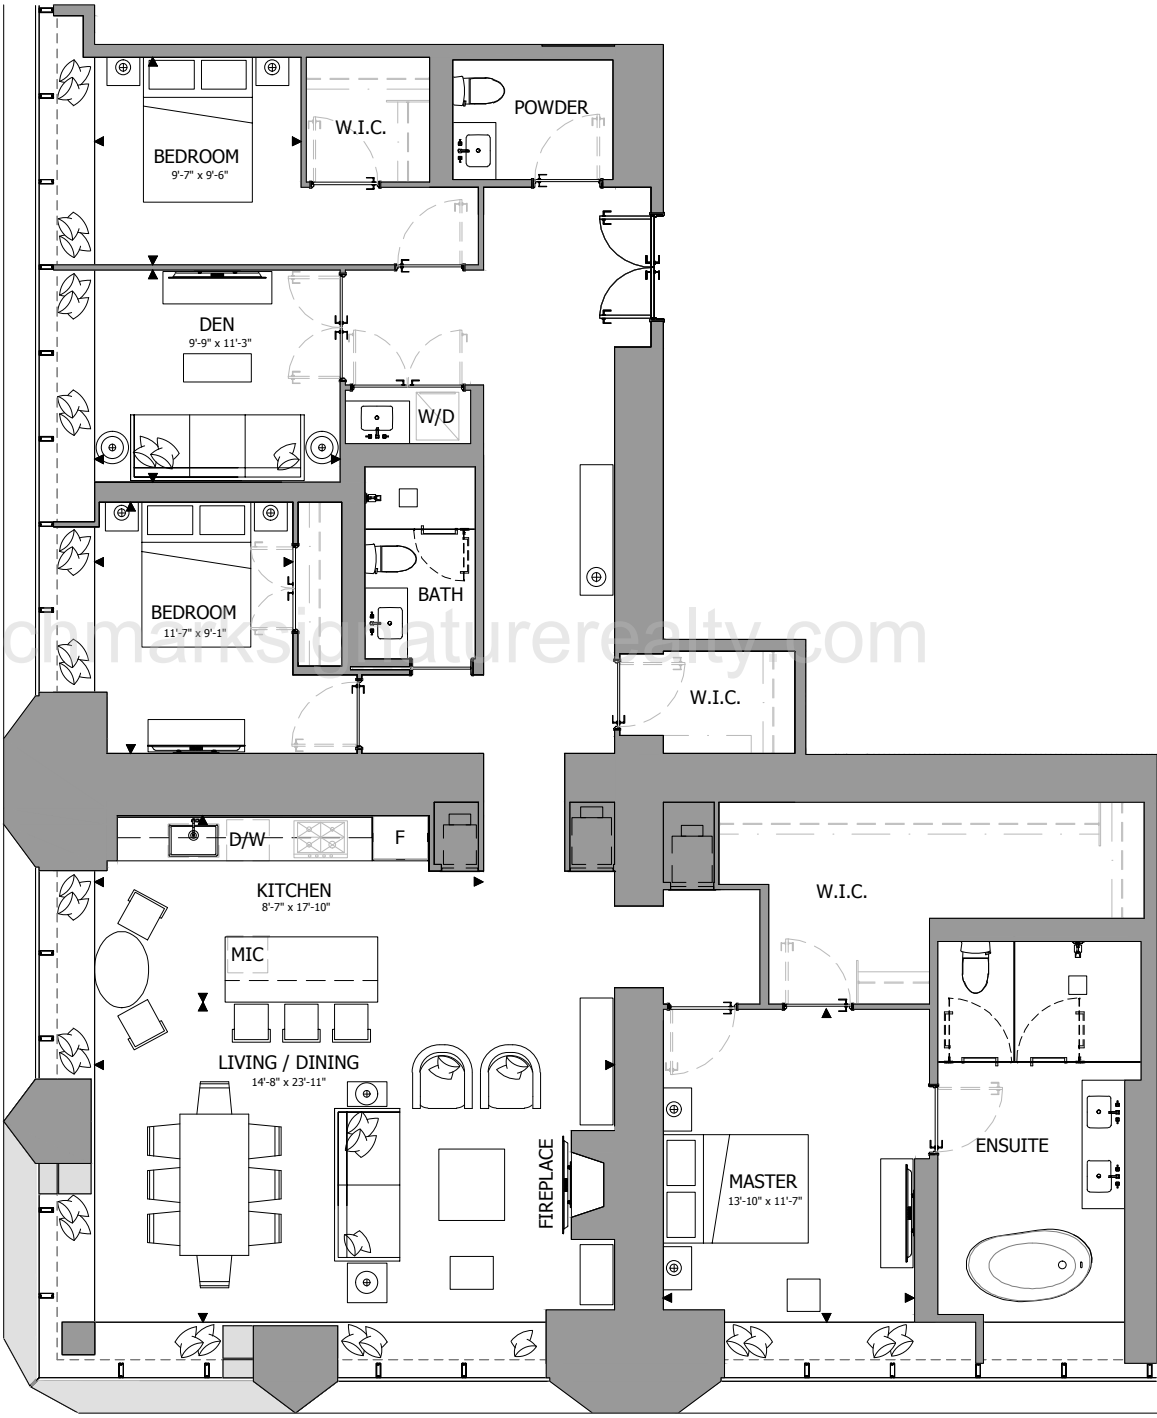 POWDER
W.I.C.
BEDROOM
9'-7" x 9'-6"
DEN
9'-9" x 11'-3"
W/D
BATH
BEDROOM
11'-7" x 9'-1"
chmarksignaturerealty.com
W.I.C.
D/W
F
KITCHEN
8'-7" x 17'-10"
W.I.C.
MIC
LIVING / DINING
14'-8" x 23'-11"
FIREPLACE
ENSUITE
MASTER
13'-10" x 11'-7"